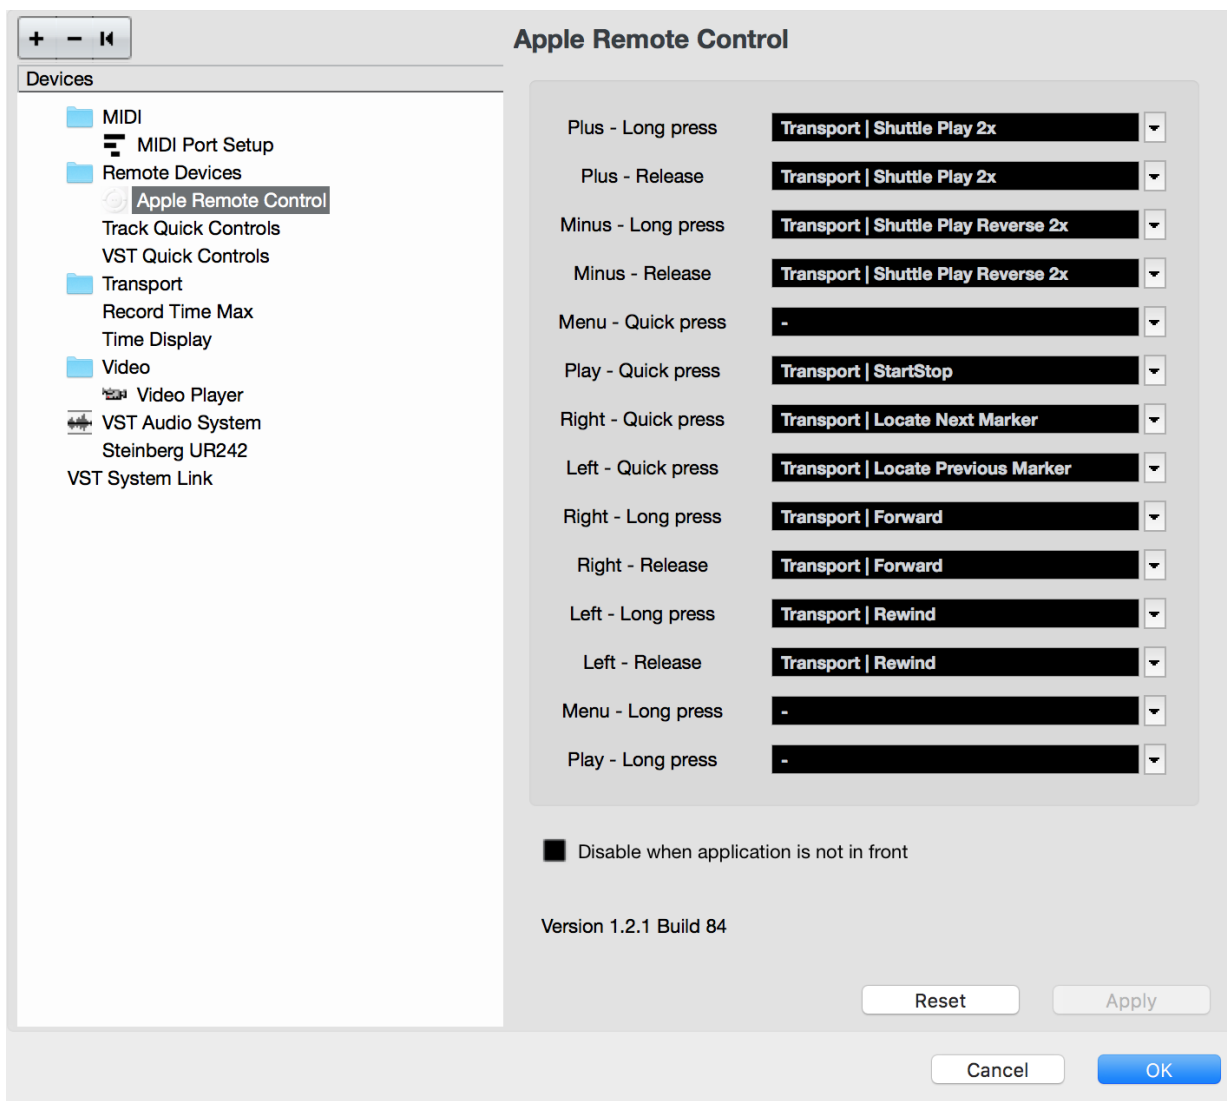 Apple Remote Control
Devices
MIDI
MIDI Port Setup
Remote Devices
Apple Remote Control
Track Quick Controls
VST Quick Controls
Transport
Record Time Max
Time Display
Video
Video Player
VST Audio System
Steinberg UR242
VST System Link
Plus - Long press Transport | Shuttle Play 2x
Plus - Release Transport | Shuttle Play 2x
Minus - Long press Transport | Shuttle Play Reverse 2x
Minus - Release Transport | Shuttle Play Reverse 2x
Menu - Quick press -
Play - Quick press Transport | StartStop
Right - Quick press Transport | Locate Next Marker
Left - Quick press Transport | Locate Previous Marker
Right - Long press Transport | Forward
Right - Release Transport | Forward
Left - Long press Transport | Rewind
Left - Release Transport | Rewind
Menu - Long press -
Play - Long press -
Disable when application is not in front
Version 1.2.1 Build 84
Reset Apply
Cancel OK